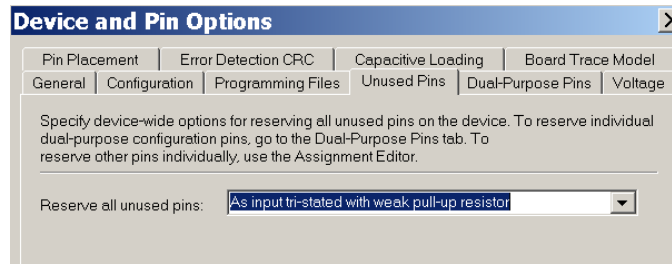 Device and Pin Options
Pin Placement Error Detection CRC Capacitive Loading Board Trace Model
General Configuration Programming Files Unused Pins Dual-Purpose Pins Voltage
Specify device-wide options for reserving all unused pins on the device. To reserve individual
dual-purpose configuration pins, go to the Dual-Purpose Pins tab. To
reserve other pins individually, use the Assignment Editor.
Reserve all unused pins: As input tri-stated with weak pull-up resistor